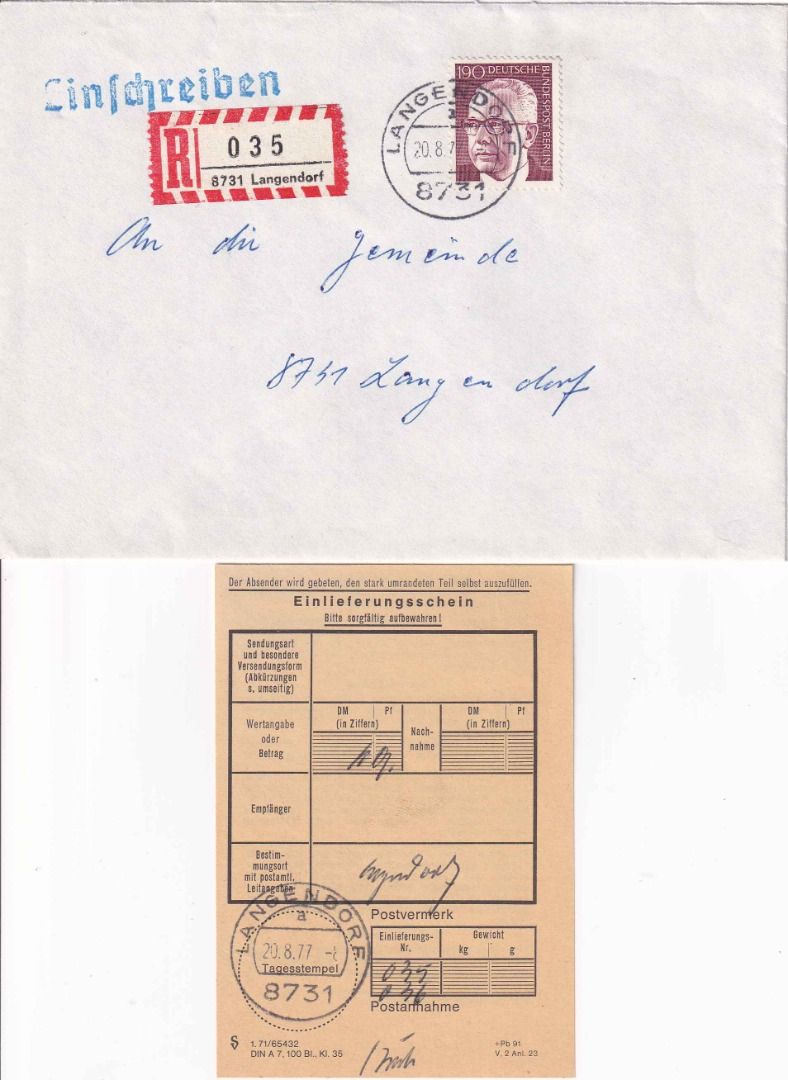 Einschreiben
R 035
8731 Langendorf
190 DEUTSCHE BUNDESPOST BERLIN
LANGENDORF
a
20.8.7
8731
An die Gemeinde
8731 Langendorf
Der Absender wird gebeten, den stark umrandeten Teil selbst auszufüllen.
Einlieferungsschein
Bitte sorgfältig aufbewahren!
Sendungsart
und besondere
Versendungsform
(Abkürzungen
s. umseitig)
Wertangabe
oder
Betrag
DM Pf
(in Ziffern)
Nach-
nahme
DM Pf
(in Ziffern)
Empfänger
Bestim-
mungsort
mit postamtl.
Leitangaben
LANGENDORF
a
20.8.77 -8
Tagesstempel
8731
Postvermerk
Einlieferungs-
Nr.
Gewicht
kg g
035
036
Postannahme
1.71/65432
DIN A 7, 100 Bl., Kl. 35
+Pb 91
V, 2 Anl. 23